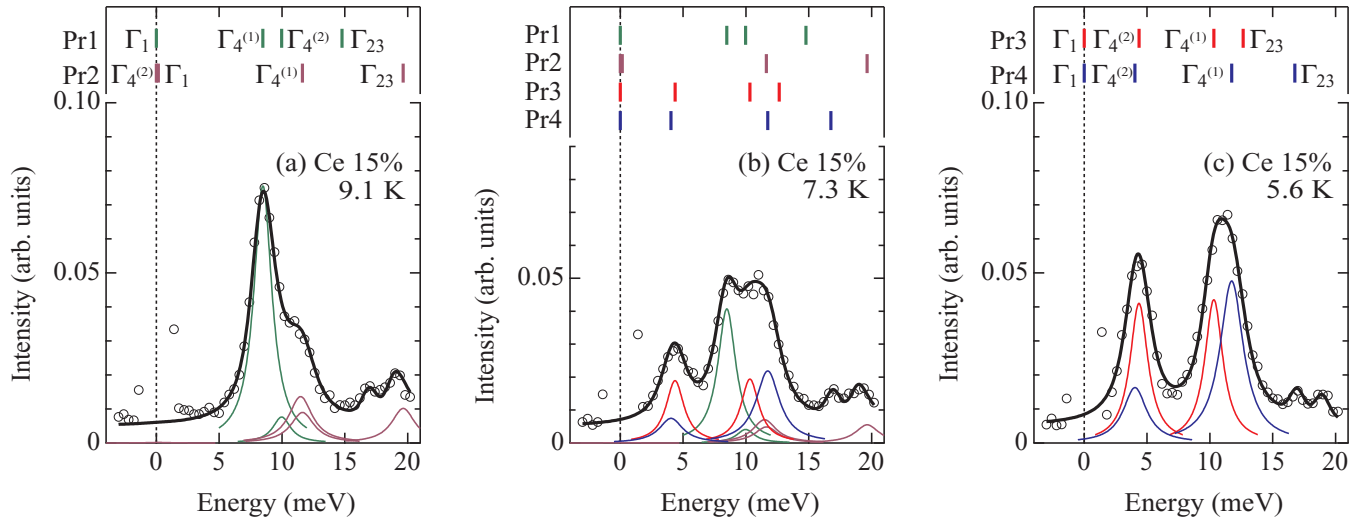 Pr1 Γ₁ Γ₄⁽¹⁾ Γ₄⁽²⁾ Γ₂₃
Pr2 Γ₄⁽²⁾ Γ₁ Γ₄⁽¹⁾ Γ₂₃
0.10
(a) Ce 15%
9.1 K
0.05
0
Intensity (arb. units)
0 5 10 15 20
Energy (meV)
Pr1
Pr2
Pr3
Pr4
(b) Ce 15%
7.3 K
0.05
0
Intensity (arb. units)
0 5 10 15 20
Energy (meV)
Pr3 Γ₁ Γ₄⁽²⁾ Γ₄⁽¹⁾ Γ₂₃
Pr4 Γ₁ Γ₄⁽²⁾ Γ₄⁽¹⁾ Γ₂₃
0.10
(c) Ce 15%
5.6 K
0.05
0
Intensity (arb. units)
0 5 10 15 20
Energy (meV)